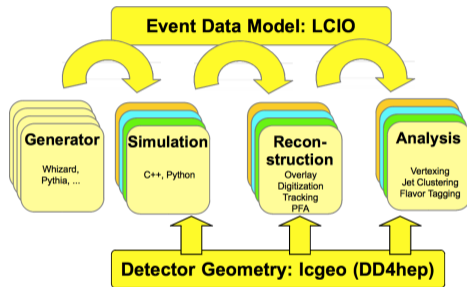 Event Data Model: LCIO
Generator
Whizard,
Pythia, ...
Simulation
C++, Python
Recon-
struction
Overlay
Digitization
Tracking
PFA
Analysis
Vertexing
Jet Clustering
Flavor Tagging
Detector Geometry: lcgeo (DD4hep)